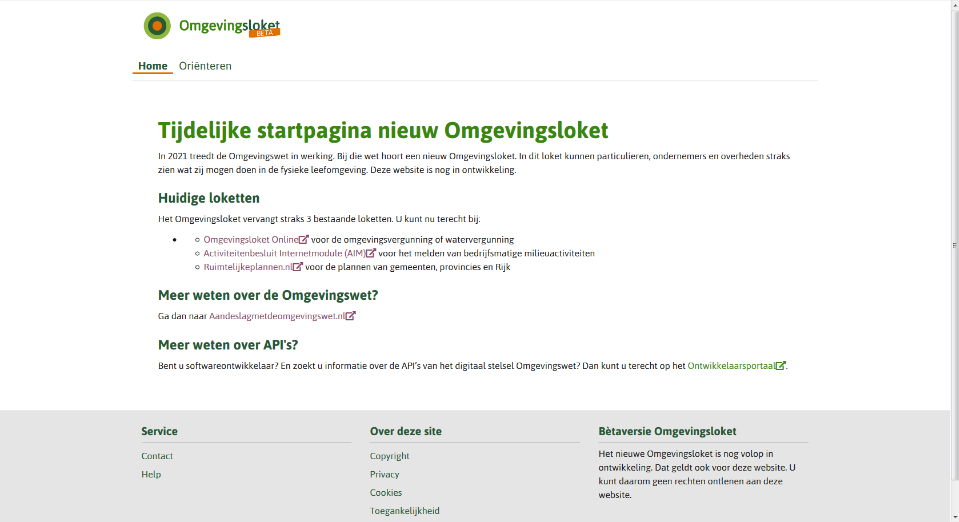 Omgevingsloket
BETA
Home Oriënteren
Tijdelijke startpagina nieuw Omgevingsloket
In 2021 treedt de Omgevingswet in werking. Bij die wet hoort een nieuw Omgevingsloket. In dit loket kunnen particulieren, ondernemers en overheden straks
zien wat zij mogen doen in de fysieke leefomgeving. Deze website is nog in ontwikkeling.
Huidige loketten
Het Omgevingsloket vervangt straks 3 bestaande loketten. U kunt nu terecht bij:
Omgevingsloket Online voor de omgevingsvergunning of watervergunning
Activiteitenbesluit Internetmodule (AIM) voor het melden van bedrijfsmatige milieuactiviteiten
Ruimtelijkeplannen.nl voor de plannen van gemeenten, provincies en Rijk
Meer weten over de Omgevingswet?
Ga dan naar Aandeslagmetdeomgevingswet.nl
Meer weten over API's?
Bent u softwareontwikkelaar? En zoekt u informatie over de API's van het digitaal stelsel Omgevingswet? Dan kunt u terecht op het Ontwikkelaarsportaal.
Service
Contact
Help
Over deze site
Copyright
Privacy
Cookies
Toegankelijkheid
Bètaversie Omgevingsloket
Het nieuwe Omgevingsloket is nog volop in
ontwikkeling. Dat geldt ook voor deze website. U
kunt daarom geen rechten ontlenen aan deze
website.